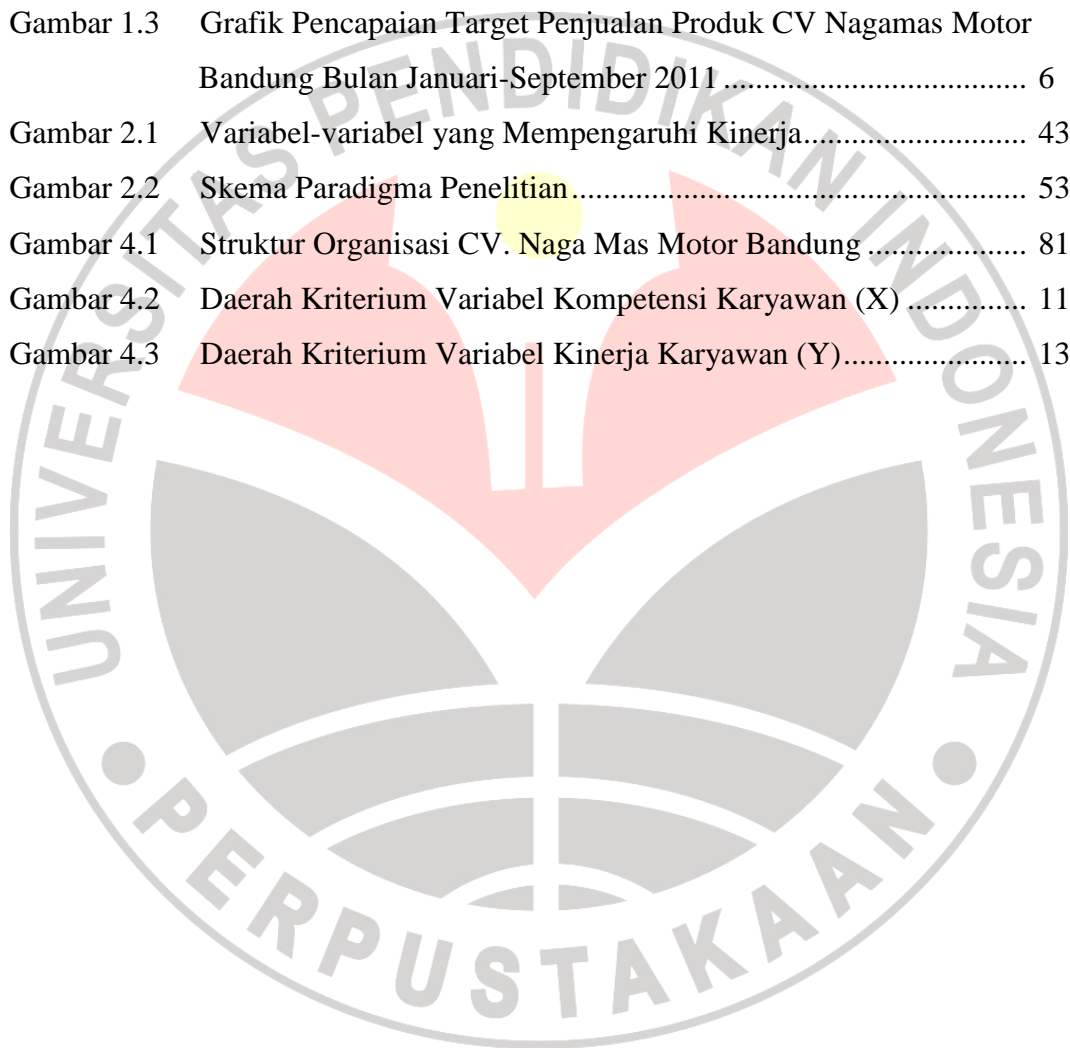 Gambar 1.3 Grafik Pencapaian Target Penjualan Produk CV Nagamas Motor
Bandung Bulan Januari-September 2011 .................................. 6
Gambar 2.1 Variabel-variabel yang Mempengaruhi Kinerja......................... 43
Gambar 2.2 Skema Paradigma Penelitian ................................................... 53
Gambar 4.1 Struktur Organisasi CV. Naga Mas Motor Bandung .................. 81
Gambar 4.2 Daerah Kriterium Variabel Kompetensi Karyawan (X) .............. 11
Gambar 4.3 Daerah Kriterium Variabel Kinerja Karyawan (Y)..................... 13
UNIVERSITAS PENDIDIKAN INDONESIA
PERPUSTAKAAN